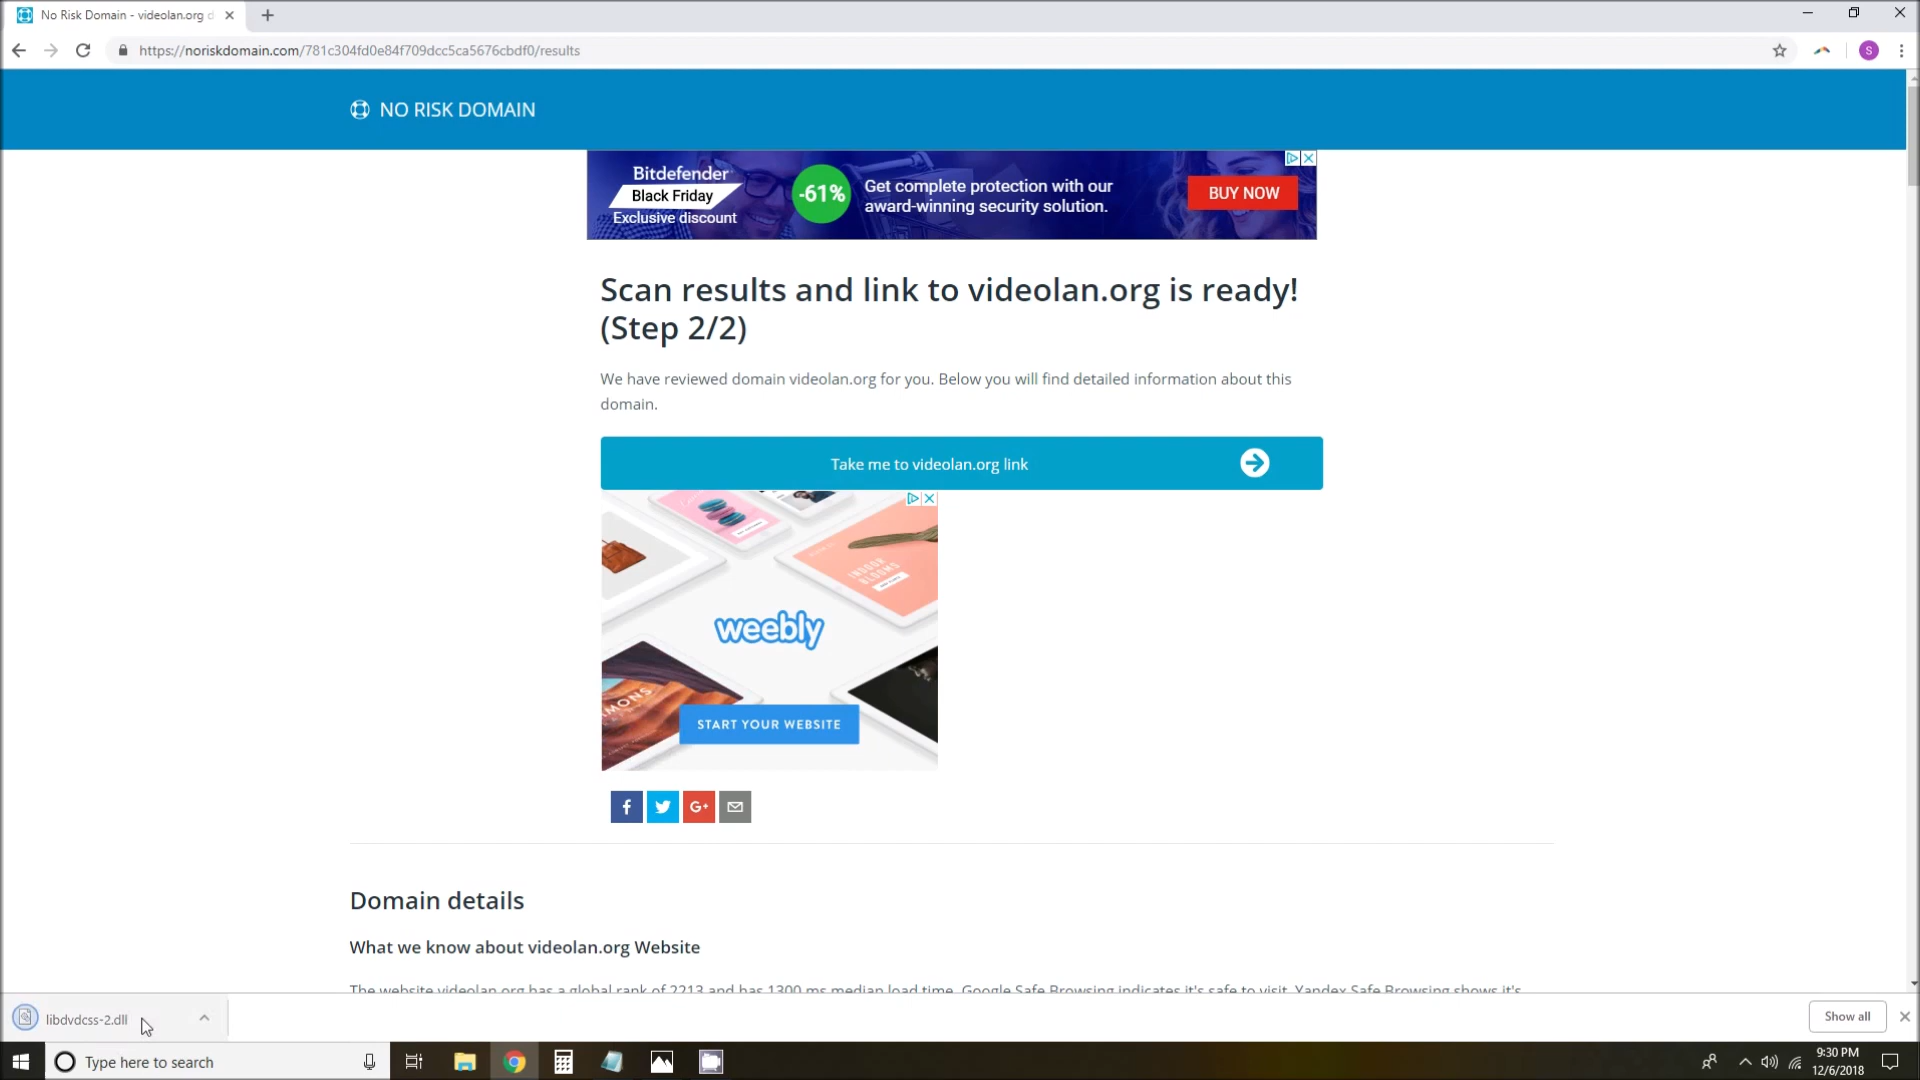 No Risk Domain - videolan.org d
https://noriskdomain.com/781c304fd0e84f709dcc5ca5676cbdf0/results
S
NO RISK DOMAIN
Bitdefender
Black Friday
Exclusive discount
-61%
Get complete protection with our
award-winning security solution.
BUY NOW
Scan results and link to videolan.org is ready!
(Step 2/2)
We have reviewed domain videolan.org for you. Below you will find detailed information about this
domain.
Take me to videolan.org link
INDOOR
BLOOMS
weebly
START YOUR WEBSITE
f
G+
Domain details
What we know about videolan.org Website
The website videolan.org has a global rank of 2213 and has 1300 ms median load time. Google Safe Browsing indicates it's safe to visit. Yandex Safe Browsing shows it's
libdvdcss-2.dll
Show all
Type here to search
9:30 PM
12/6/2018